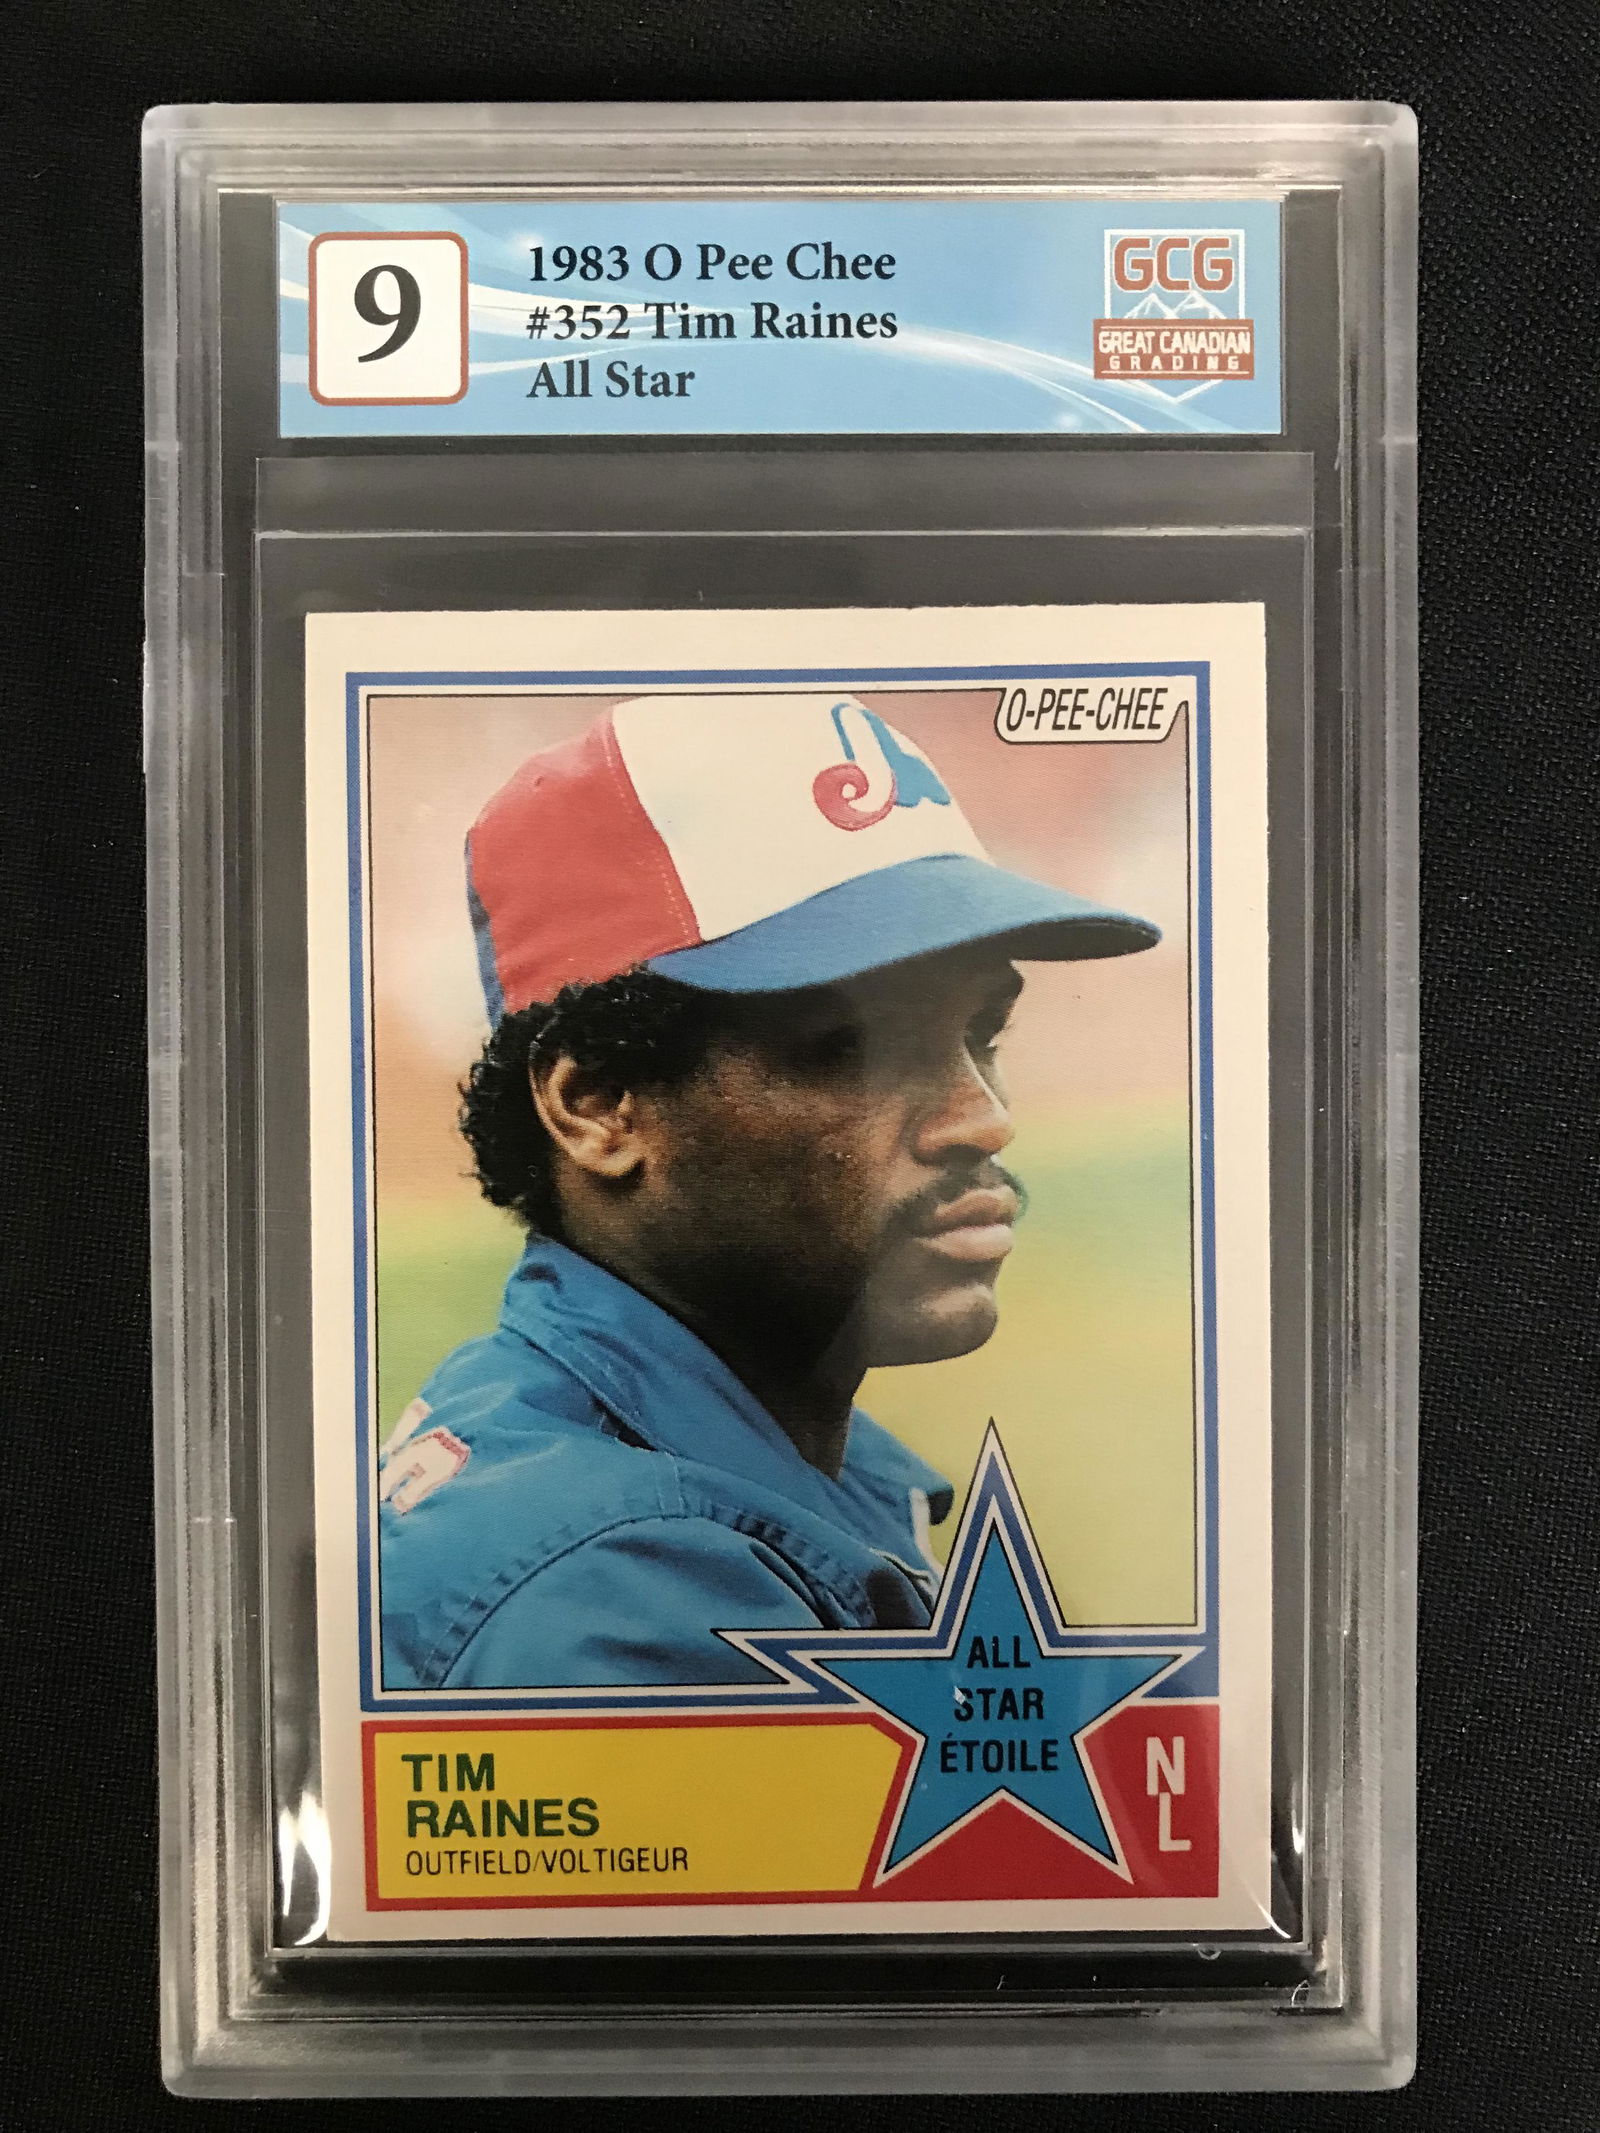 9
1983 O Pee Chee
#352 Tim Raines
All Star
GCG
GREAT CANADIAN
GRADING
O-PEE-CHEE
ALL
STAR
ÉTOILE
NL
TIM
RAINES
OUTFIELD/VOLTIGEUR